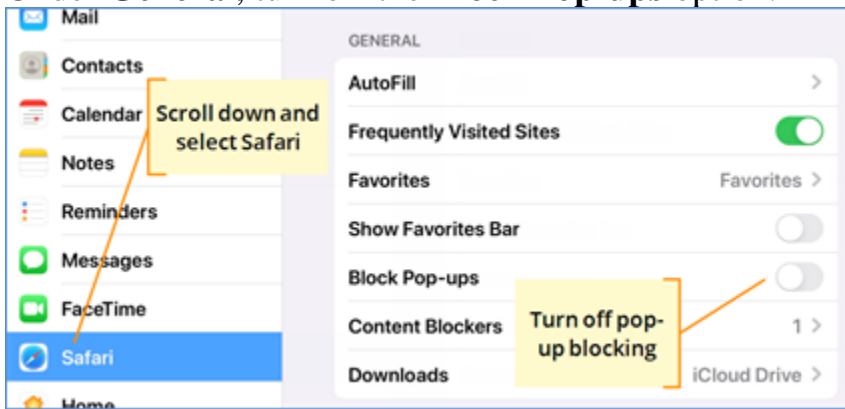 Mail
Contacts
Calendar
Notes
Reminders
Messages
FaceTime
Safari
Home
Scroll down and
select Safari
GENERAL
AutoFill
Frequently Visited Sites
Favorites Favorites >
Show Favorites Bar
Block Pop-ups
Content Blockers 1 >
Downloads iCloud Drive >
Turn off pop-
up blocking